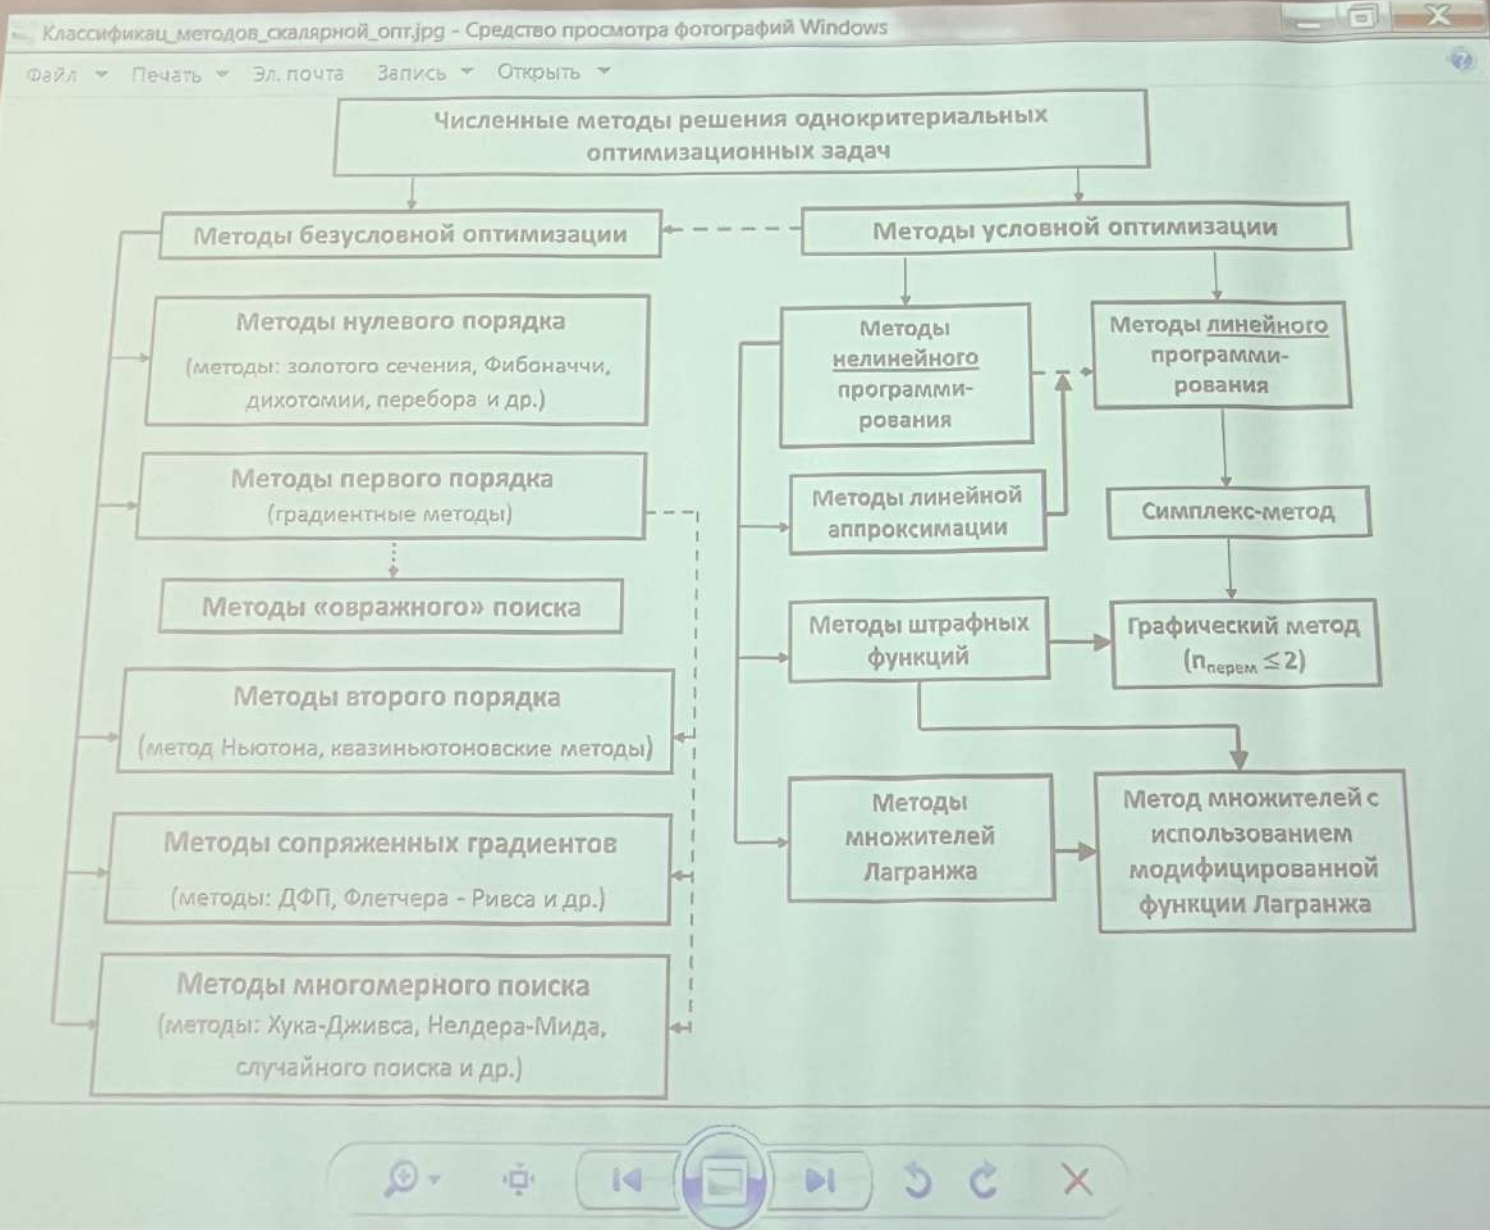 Классификац_методов_скалярной_опт.jpg - Средство просмотра фотографий Windows
Файл Печать Эл. почта Запись Открыть
Численные методы решения однокритериальных
оптимизационных задач
Методы безусловной оптимизации
Методы условной оптимизации
Методы нулевого порядка
(методы: золотого сечения, Фибоначчи,
дихотомии, перебора и др.)
Методы первого порядка
(градиентные методы)
Методы «овражного» поиска
Методы второго порядка
(метод Ньютона, квазиньютоновские методы)
Методы сопряженных градиентов
(методы: ДФП, Флетчера - Ривса и др.)
Методы многомерного поиска
(методы: Хука-Дживса, Нелдера-Мида,
случайного поиска и др.)
Методы
нелинейного
программи-
рования
Методы линейного
программи-
рования
Методы линейной
аппроксимации
Симплекс-метод
Методы штрафных
функций
Графический метод
(nперем ≤ 2)
Методы
множителей
Лагранжа
Метод множителей с
использованием
модифицированной
функции Лагранжа